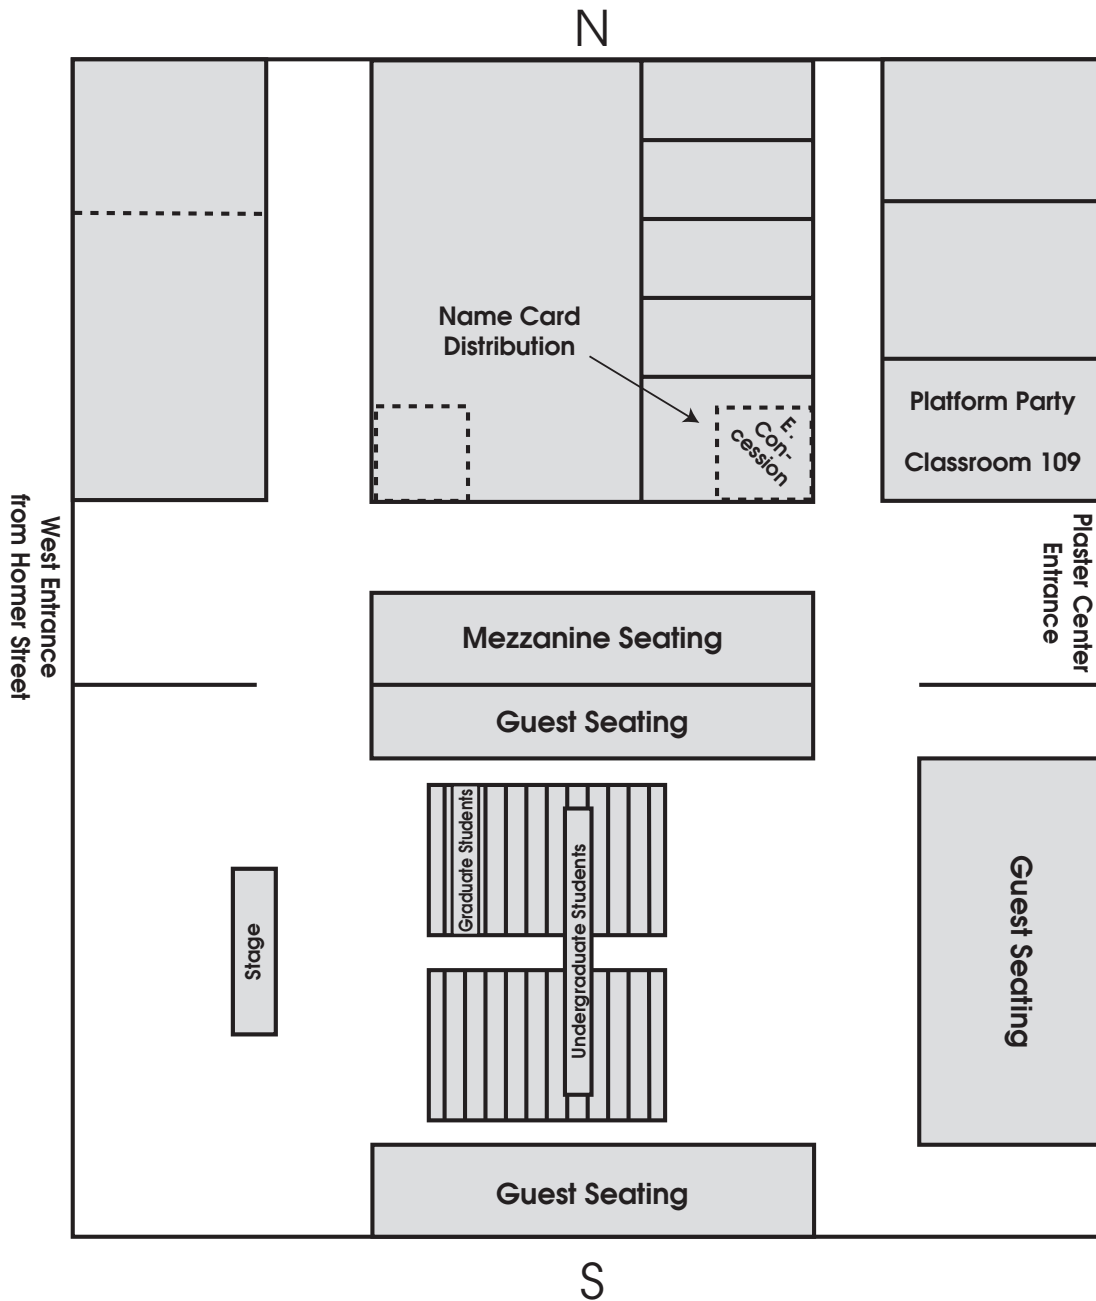 N
Name Card
Distribution
E.
Con-
cession
Platform Party
Classroom 109
West Entrance
from Homer Street
Plaster Center
Entrance
Mezzanine Seating
Guest Seating
Graduate Students
Undergraduate Students
Stage
Guest Seating
Guest Seating
S